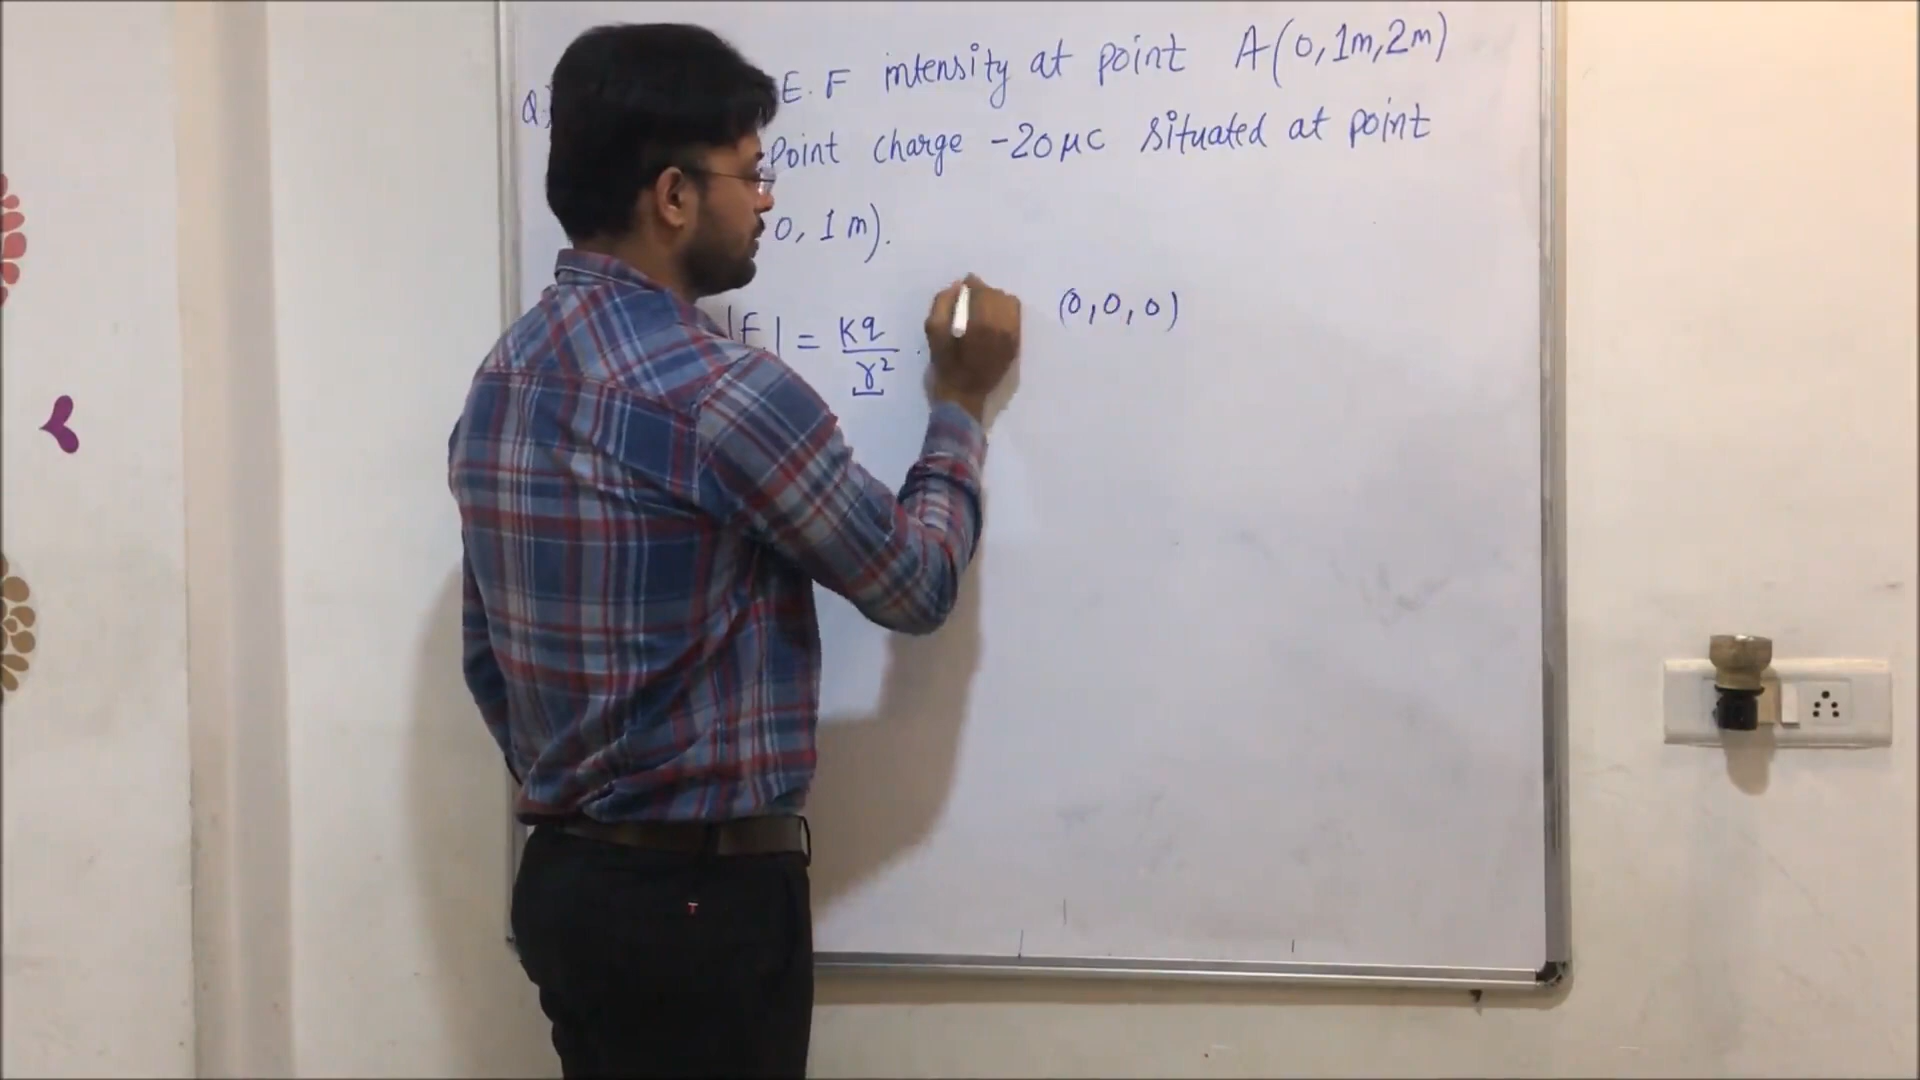 Q. E.F intensity at point A(0,1m,2m)
Point charge -20μC situated at point
0, 1m).
|E| = Kq/r² (0,0,0)